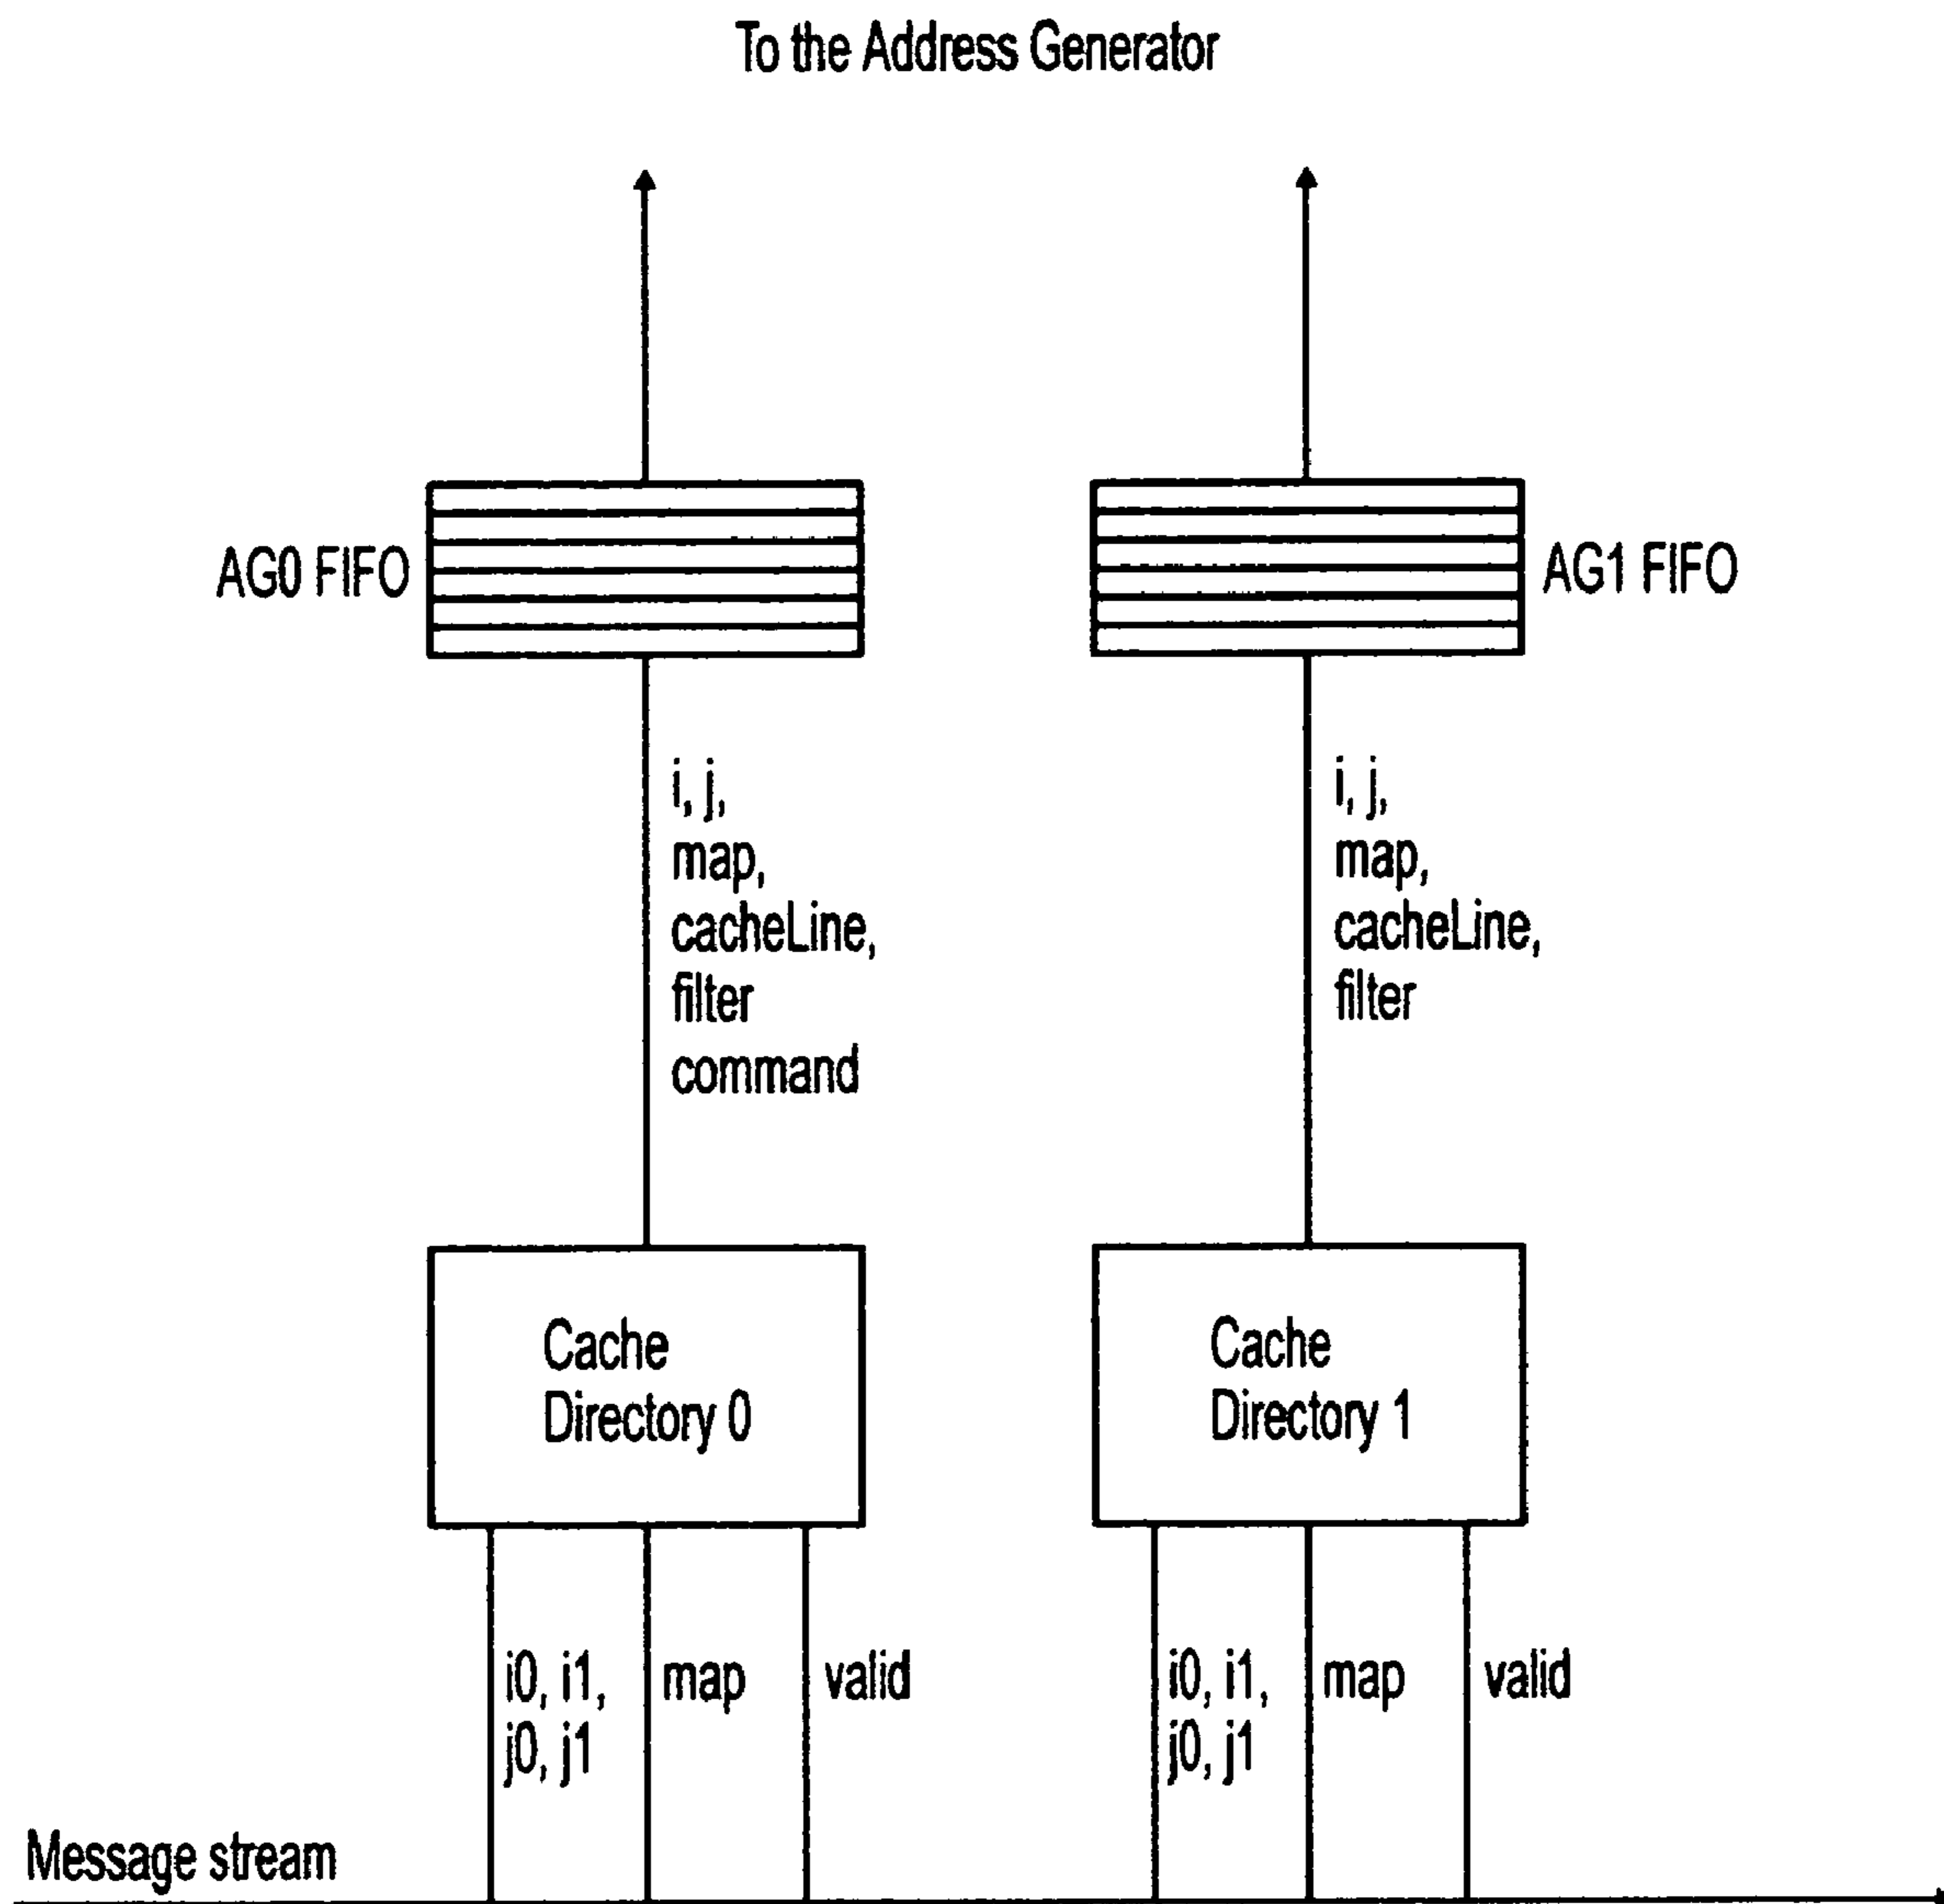 To the Address Generator
AG0 FIFO
AG1 FIFO
i, j,
map,
cacheLine,
filter
command
i, j,
map,
cacheLine,
filter
Cache
Directory 0
Cache
Directory 1
i0, i1,
j0, j1
map
valid
i0, i1,
j0, j1
map
valid
Message stream